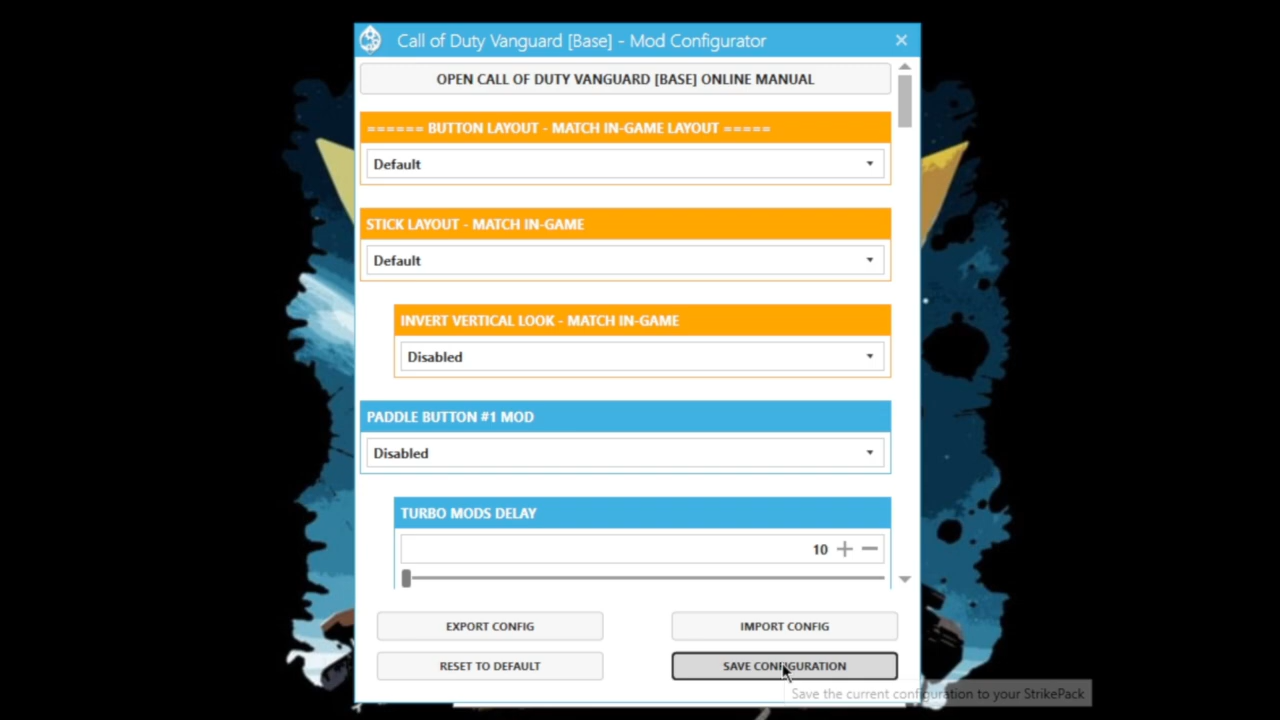 Call of Duty Vanguard [Base] - Mod Configurator
OPEN CALL OF DUTY VANGUARD [BASE] ONLINE MANUAL
====== BUTTON LAYOUT - MATCH IN-GAME LAYOUT =====
Default
STICK LAYOUT - MATCH IN-GAME
Default
INVERT VERTICAL LOOK - MATCH IN-GAME
Disabled
PADDLE BUTTON #1 MOD
Disabled
TURBO MODS DELAY
10
EXPORT CONFIG
IMPORT CONFIG
RESET TO DEFAULT
SAVE CONFIGURATION
Save the current configuration to your StrikePack